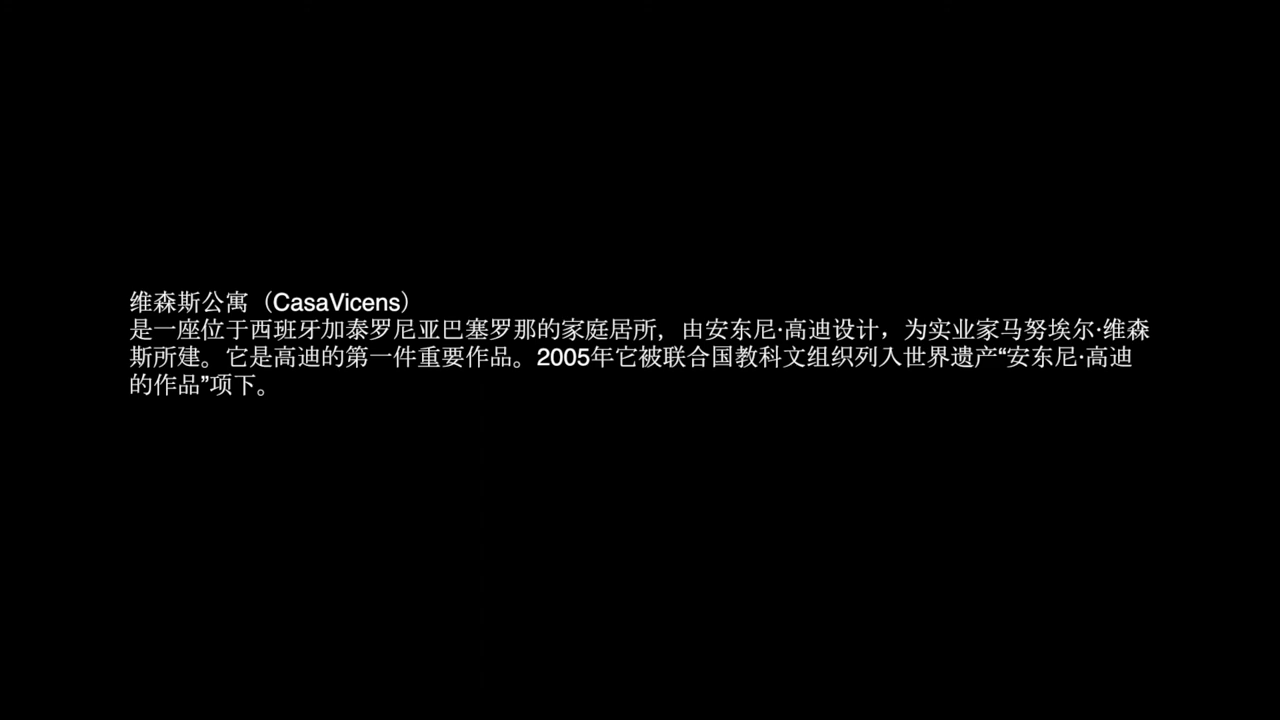 维森斯公寓（CasaVicens）
是一座位于西班牙加泰罗尼亚巴塞罗那的家庭居所，由安东尼·高迪设计，为实业家马努埃尔·维森
斯所建。它是高迪的第一件重要作品。2005年它被联合国教科文组织列入世界遗产“安东尼·高迪
的作品”项下。